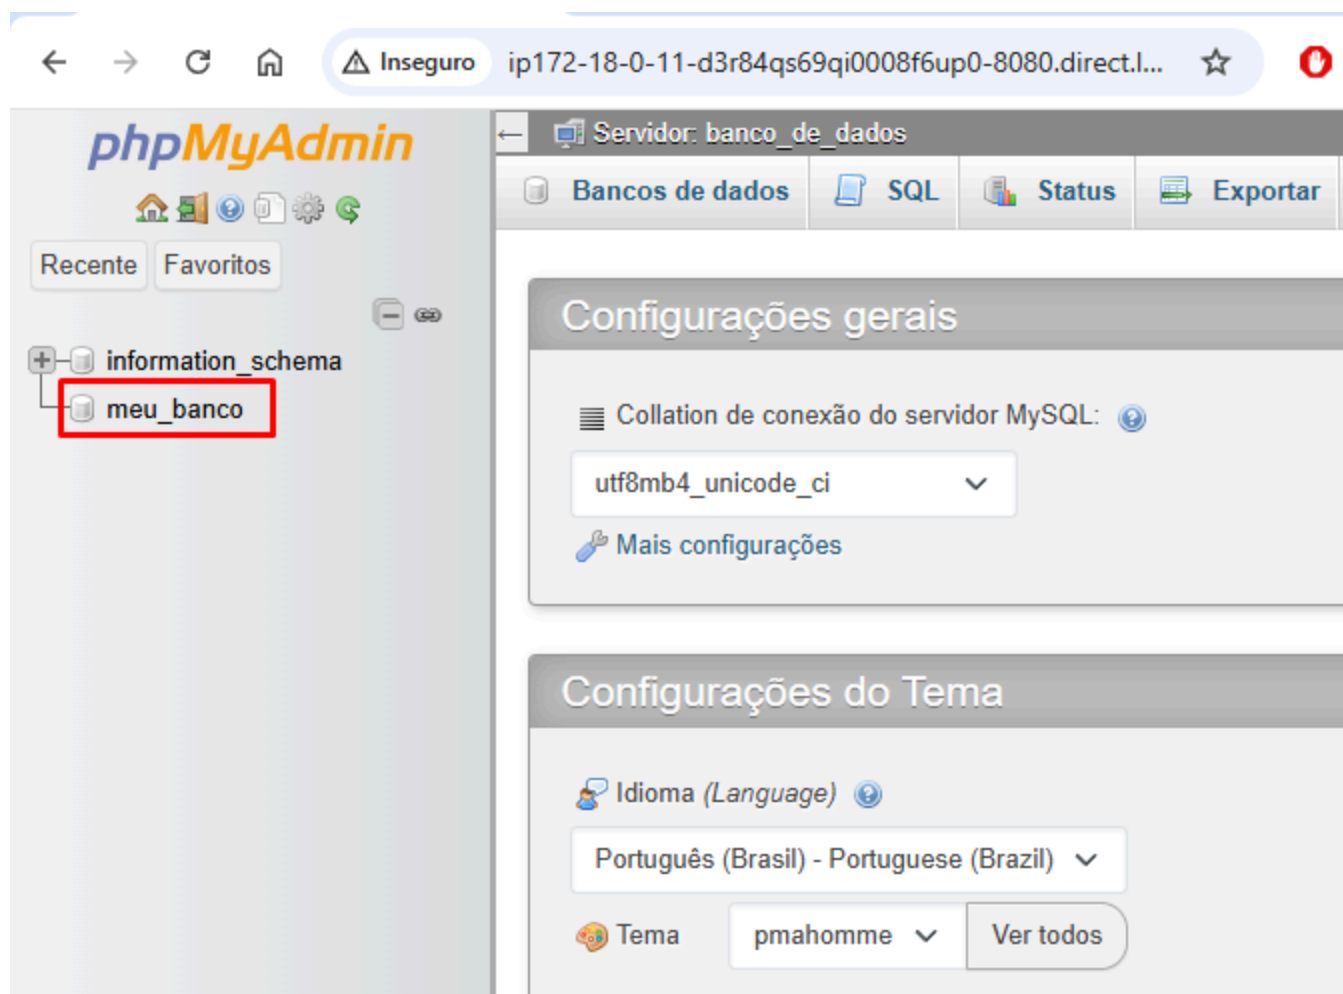 Inseguro ip172-18-0-11-d3r84qs69qi0008f6up0-8080.direct.l...
phpMyAdmin
Recente Favoritos
information_schema
meu_banco
Servidor: banco_de_dados
Bancos de dados SQL Status Exportar
Configurações gerais
Collation de conexão do servidor MySQL:
utf8mb4_unicode_ci
Mais configurações
Configurações do Tema
Idioma (Language)
Português (Brasil) - Portuguese (Brazil)
Tema pmahomme Ver todos